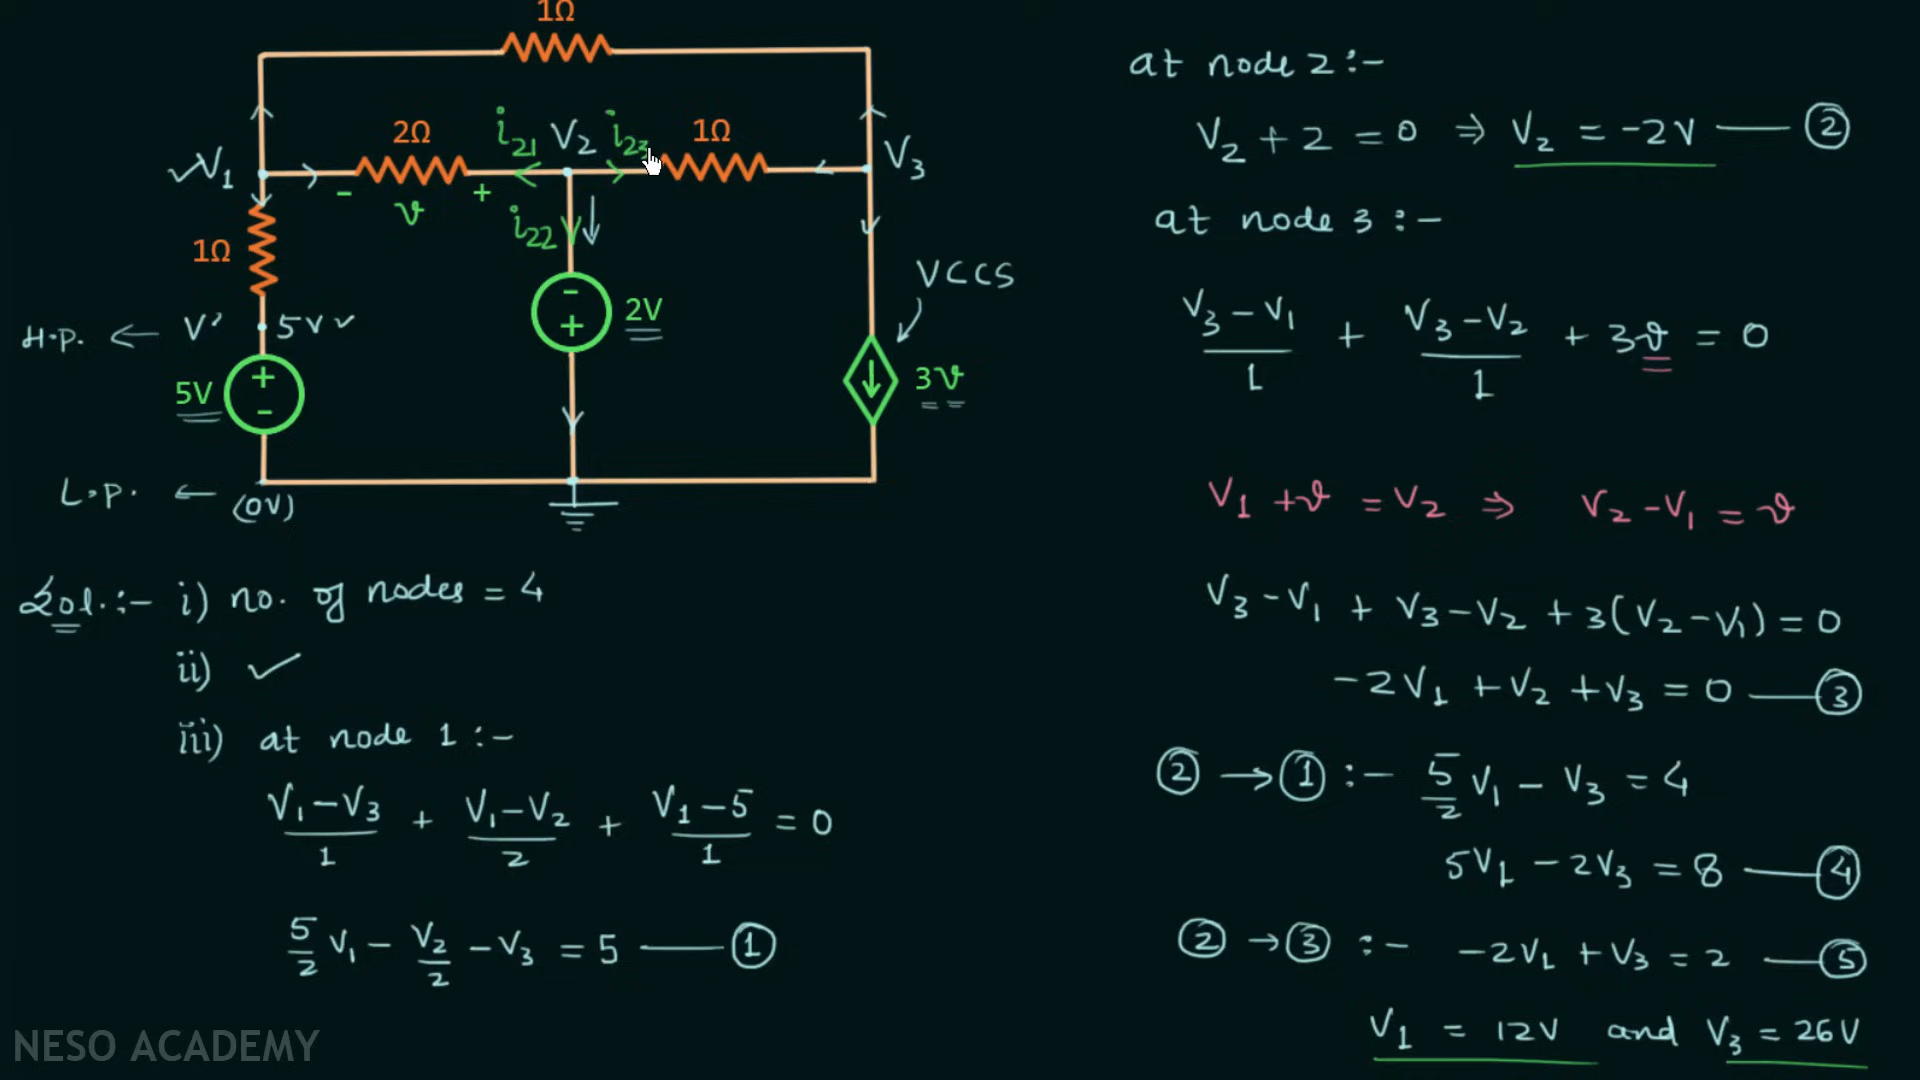 1Ω
2Ω i₂₁ V₂ i₂₃ 1Ω
V₁ V₃
- v +
i₂₂
1Ω
VCCS
H.p. ← V' 5V ✓
- + 2V
5V + -
3v
L.p. ← (0V)
Sol.:- i) no. of nodes = 4
ii) ✓
iii) at node 1 :-
(V₁-V₃)/1 + (V₁-V₂)/2 + (V₁-5)/1 = 0
5/2 V₁ - V₂/2 - V₃ = 5 —— ①
NESO ACADEMY
at node 2 :-
V₂ + 2 = 0 ⇒ V₂ = -2V —— ②
at node 3 :-
(V₃-V₁)/1 + (V₃-V₂)/1 + 3v = 0
V₁ + v = V₂ ⇒ V₂ - V₁ = v
V₃ - V₁ + V₃ - V₂ + 3(V₂ - V₁) = 0
-2V₁ + V₂ + V₃ = 0 —— ③
② → ① :- 5/2 V₁ - V₃ = 4
5V₁ - 2V₃ = 8 —— ④
② → ③ :- -2V₁ + V₃ = 2 —— ⑤
V₁ = 12V and V₃ = 26V